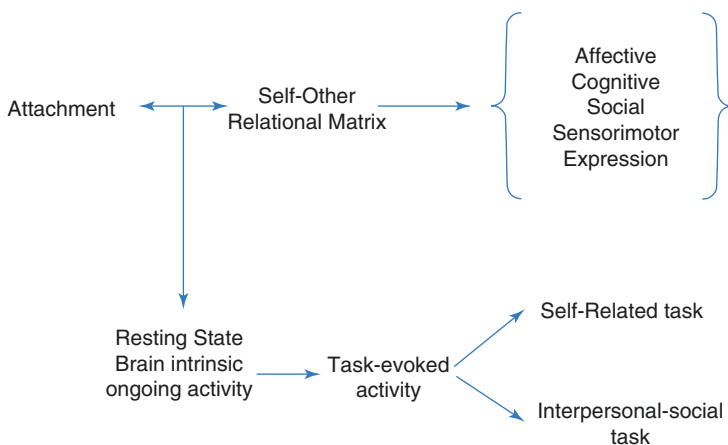 Attachment
Self-Other
Relational Matrix
Affective
Cognitive
Social
Sensorimotor
Expression
Resting State
Brain intrinsic
ongoing activity
Task-evoked
activity
Self-Related task
Interpersonal-social
task